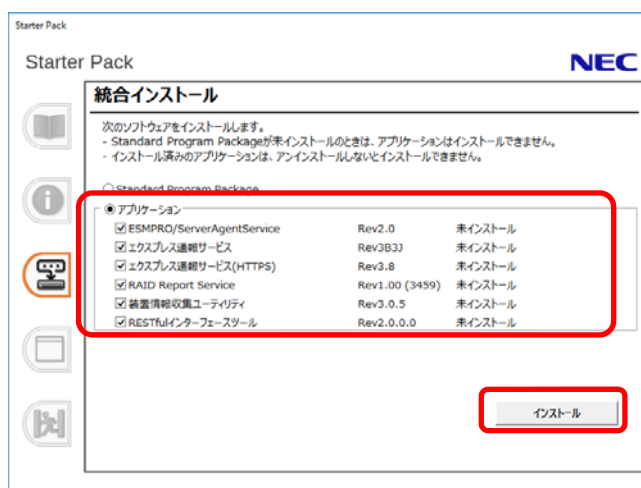 Starter Pack
Starter Pack
NEC
統合インストール
次のソフトウェアをインストールします。
- Standard Program Packageが未インストールのときは、アプリケーションはインストールできません。
- インストール済みのアプリケーションは、アンインストールしないとインストールできません。
Standard Program Package
アプリケーション
ESMPRO/ServerAgentService Rev2.0 未インストール
エクスプレス通報サービス Rev3B3J 未インストール
エクスプレス通報サービス(HTTPS) Rev3.8 未インストール
RAID Report Service Rev1.00 (3459) 未インストール
装置情報収集ユーティリティ Rev3.0.5 未インストール
RESTfulインターフェースツール Rev2.0.0.0 未インストール
インストール